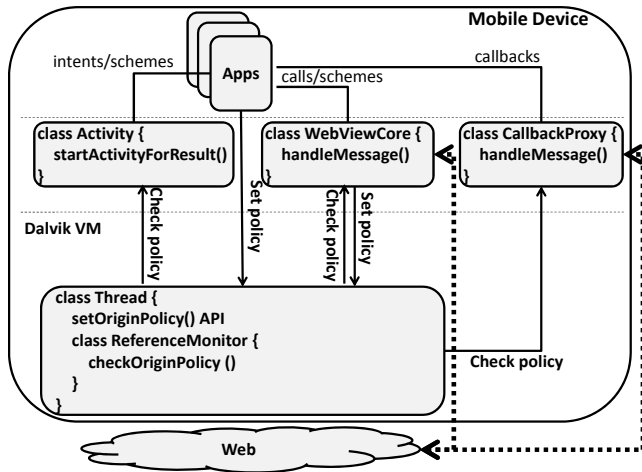 Mobile Device
intents/schemes
Apps
calls/schemes
callbacks
class Activity {
startActivityForResult()
}
class WebViewCore {
handleMessage()
}
class CallbackProxy {
handleMessage()
}
Check policy
Set policy
Check policy
Set policy
Dalvik VM
class Thread {
setOriginPolicy() API
class ReferenceMonitor {
checkOriginPolicy ()
}
}
Check policy
Web